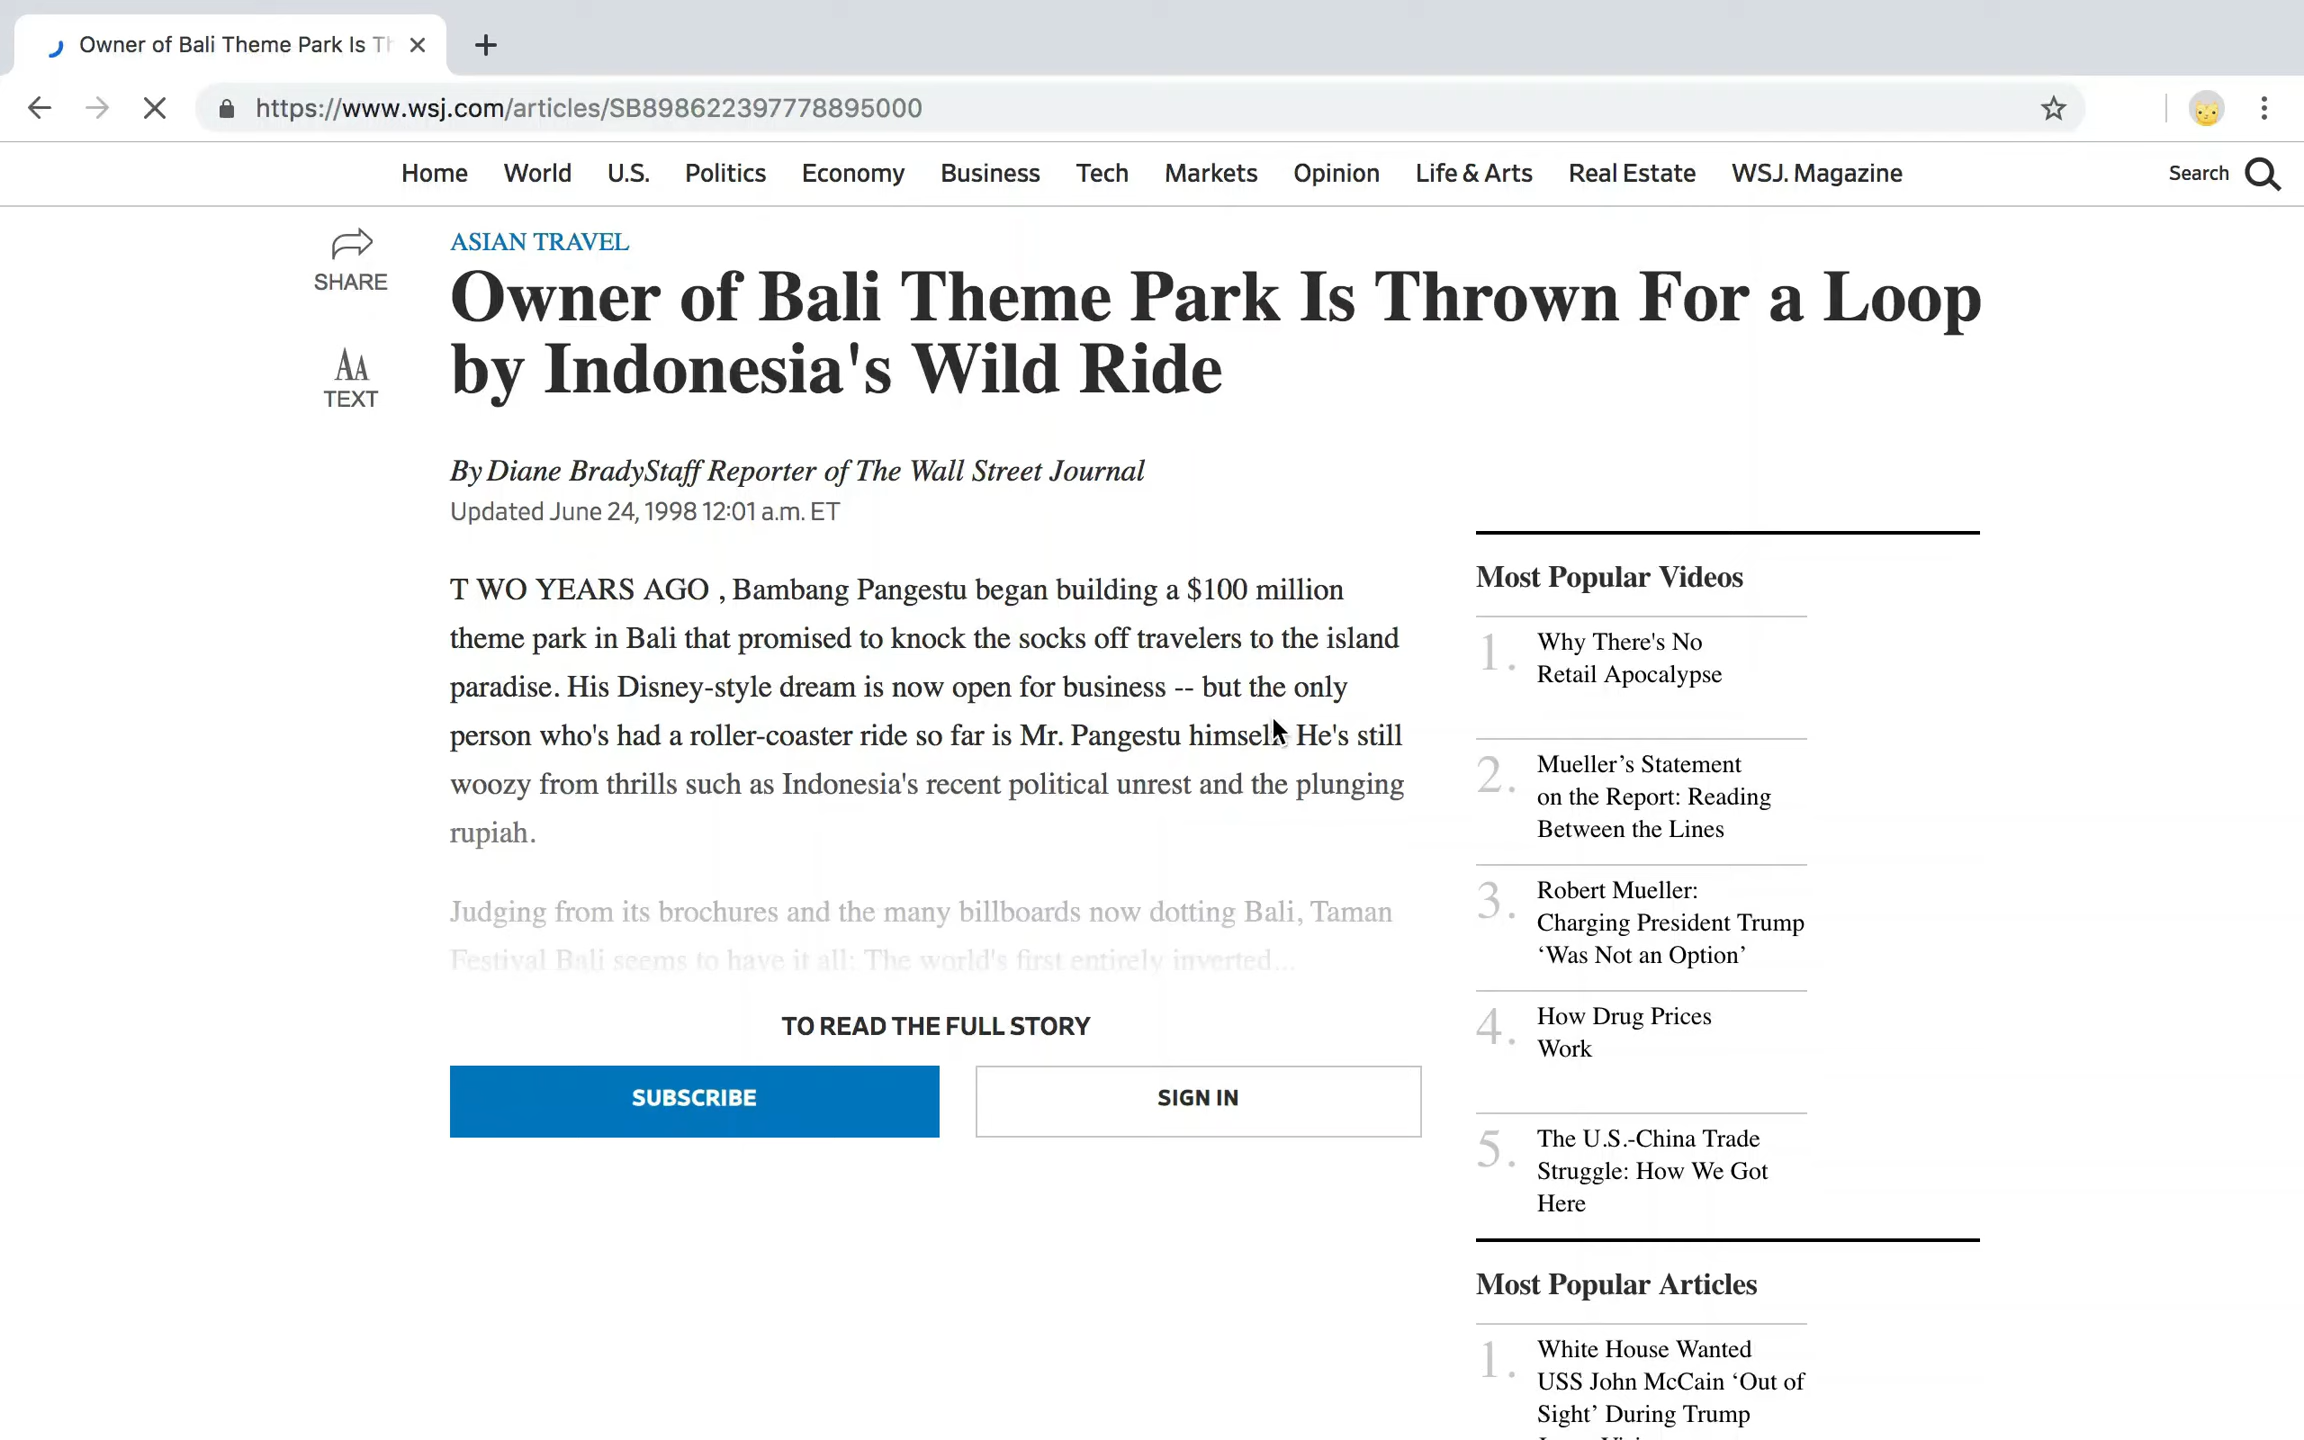 Owner of Bali Theme Park Is Th
https://www.wsj.com/articles/SB898622397778895000
Home World U.S. Politics Economy Business Tech Markets Opinion Life & Arts Real Estate WSJ. Magazine Search
SHARE
AA
TEXT
ASIAN TRAVEL
Owner of Bali Theme Park Is Thrown For a Loop
by Indonesia's Wild Ride
By Diane BradyStaff Reporter of The Wall Street Journal
Updated June 24, 1998 12:01 a.m. ET
T WO YEARS AGO , Bambang Pangestu began building a $100 million
theme park in Bali that promised to knock the socks off travelers to the island
paradise. His Disney-style dream is now open for business -- but the only
person who's had a roller-coaster ride so far is Mr. Pangestu himself. He's still
woozy from thrills such as Indonesia's recent political unrest and the plunging
rupiah.
Judging from its brochures and the many billboards now dotting Bali, Taman
Festival Bali seems to have it all: The world's first entirely inverted...
TO READ THE FULL STORY
SUBSCRIBE
SIGN IN
Most Popular Videos
1. Why There's No
Retail Apocalypse
2. Mueller’s Statement
on the Report: Reading
Between the Lines
3. Robert Mueller:
Charging President Trump
‘Was Not an Option’
4. How Drug Prices
Work
5. The U.S.-China Trade
Struggle: How We Got
Here
Most Popular Articles
1. White House Wanted
USS John McCain ‘Out of
Sight’ During Trump